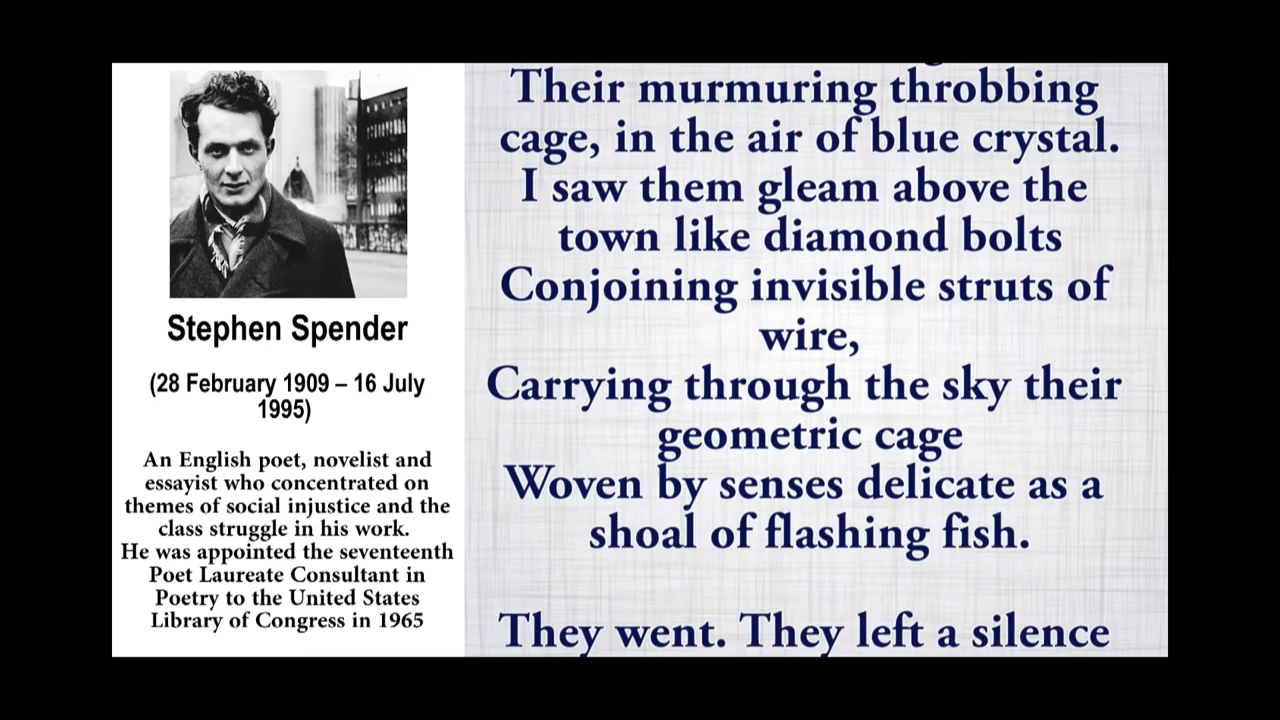 Stephen Spender
(28 February 1909 – 16 July
1995)
An English poet, novelist and
essayist who concentrated on
themes of social injustice and the
class struggle in his work.
He was appointed the seventeenth
Poet Laureate Consultant in
Poetry to the United States
Library of Congress in 1965
Their murmuring throbbing
cage, in the air of blue crystal.
I saw them gleam above the
town like diamond bolts
Conjoining invisible struts of
wire,
Carrying through the sky their
geometric cage
Woven by senses delicate as a
shoal of flashing fish.
They went. They left a silence